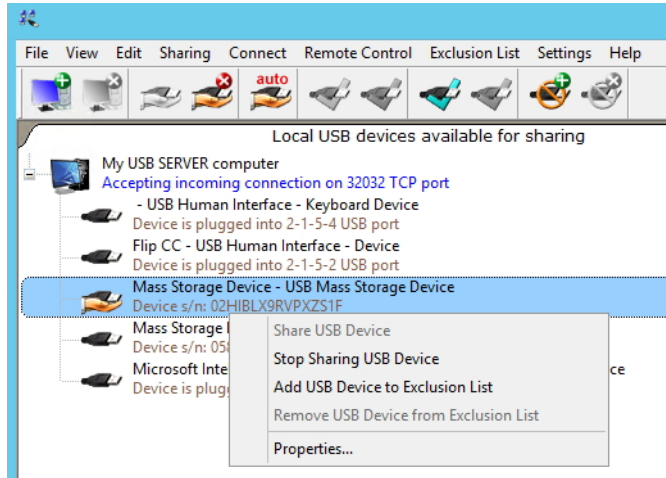 File View Edit Sharing Connect Remote Control Exclusion List Settings Help
auto
Local USB devices available for sharing
My USB SERVER computer
Accepting incoming connection on 32032 TCP port
- USB Human Interface - Keyboard Device
Device is plugged into 2-1-5-4 USB port
Flip CC - USB Human Interface - Device
Device is plugged into 2-1-5-2 USB port
Mass Storage Device - USB Mass Storage Device
Device s/n: 02HIBLX9RVPXZS1F
Mass Storage
Device s/n: 05
Share USB Device
Stop Sharing USB Device
Microsoft
Device is
Add USB Device to Exclusion List
Remove USB Device from Exclusion List
Properties...